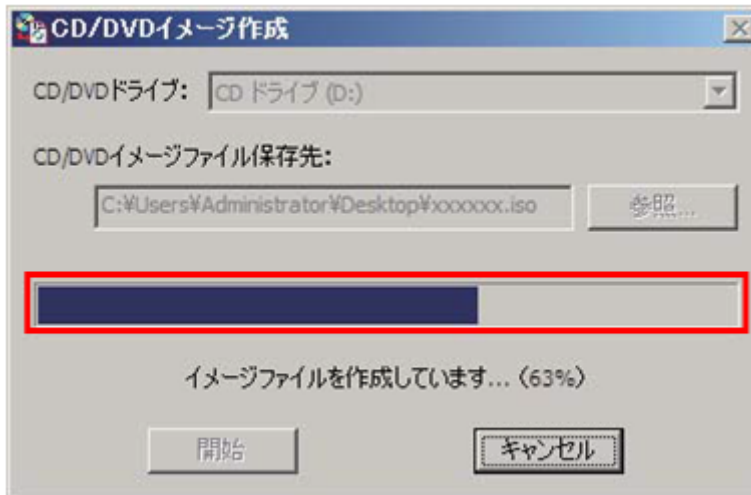 CD/DVDイメージ作成
CD/DVDドライブ: CD ドライブ (D:)
CD/DVDイメージファイル保存先:
C:¥Users¥Administrator¥Desktop¥xxxxxx.iso 参照...
イメージファイルを作成しています... (63%)
開始 キャンセル